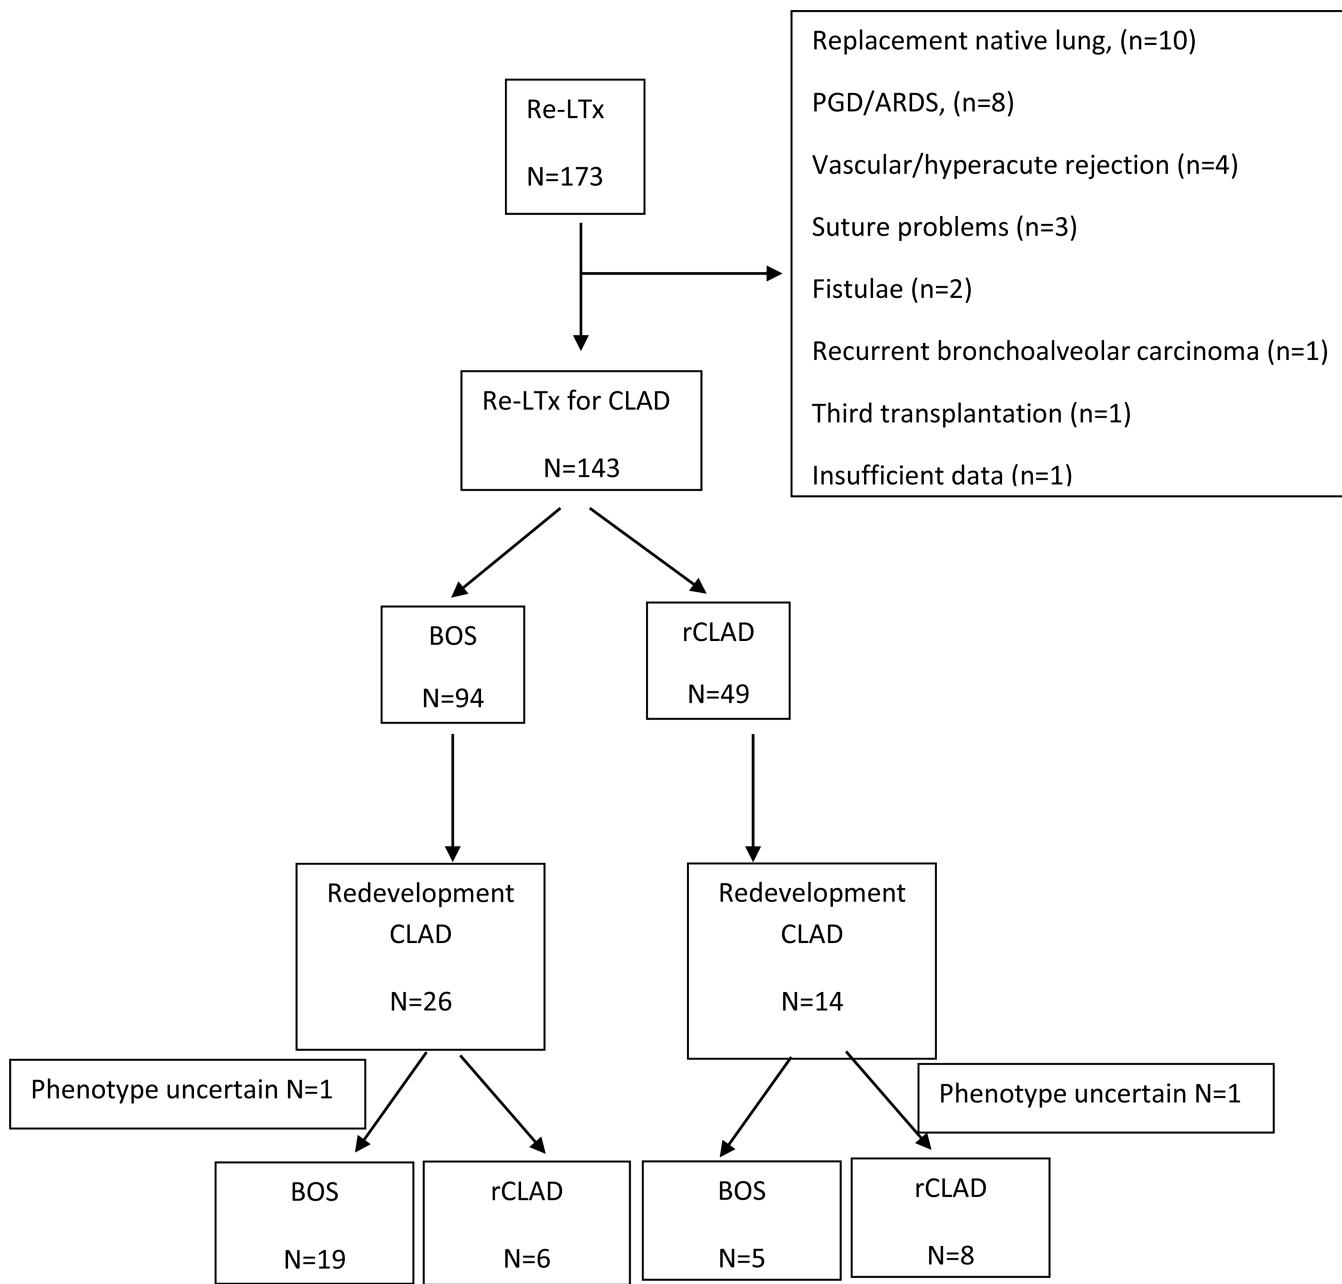 Re-LTx
N=173
Replacement native lung, (n=10)
PGD/ARDS, (n=8)
Vascular/hyperacute rejection (n=4)
Suture problems (n=3)
Fistulae (n=2)
Recurrent bronchoalveolar carcinoma (n=1)
Third transplantation (n=1)
Insufficient data (n=1)
Re-LTx for CLAD
N=143
BOS
N=94
rCLAD
N=49
Redevelopment
CLAD
N=26
Redevelopment
CLAD
N=14
Phenotype uncertain N=1
Phenotype uncertain N=1
BOS
N=19
rCLAD
N=6
BOS
N=5
rCLAD
N=8